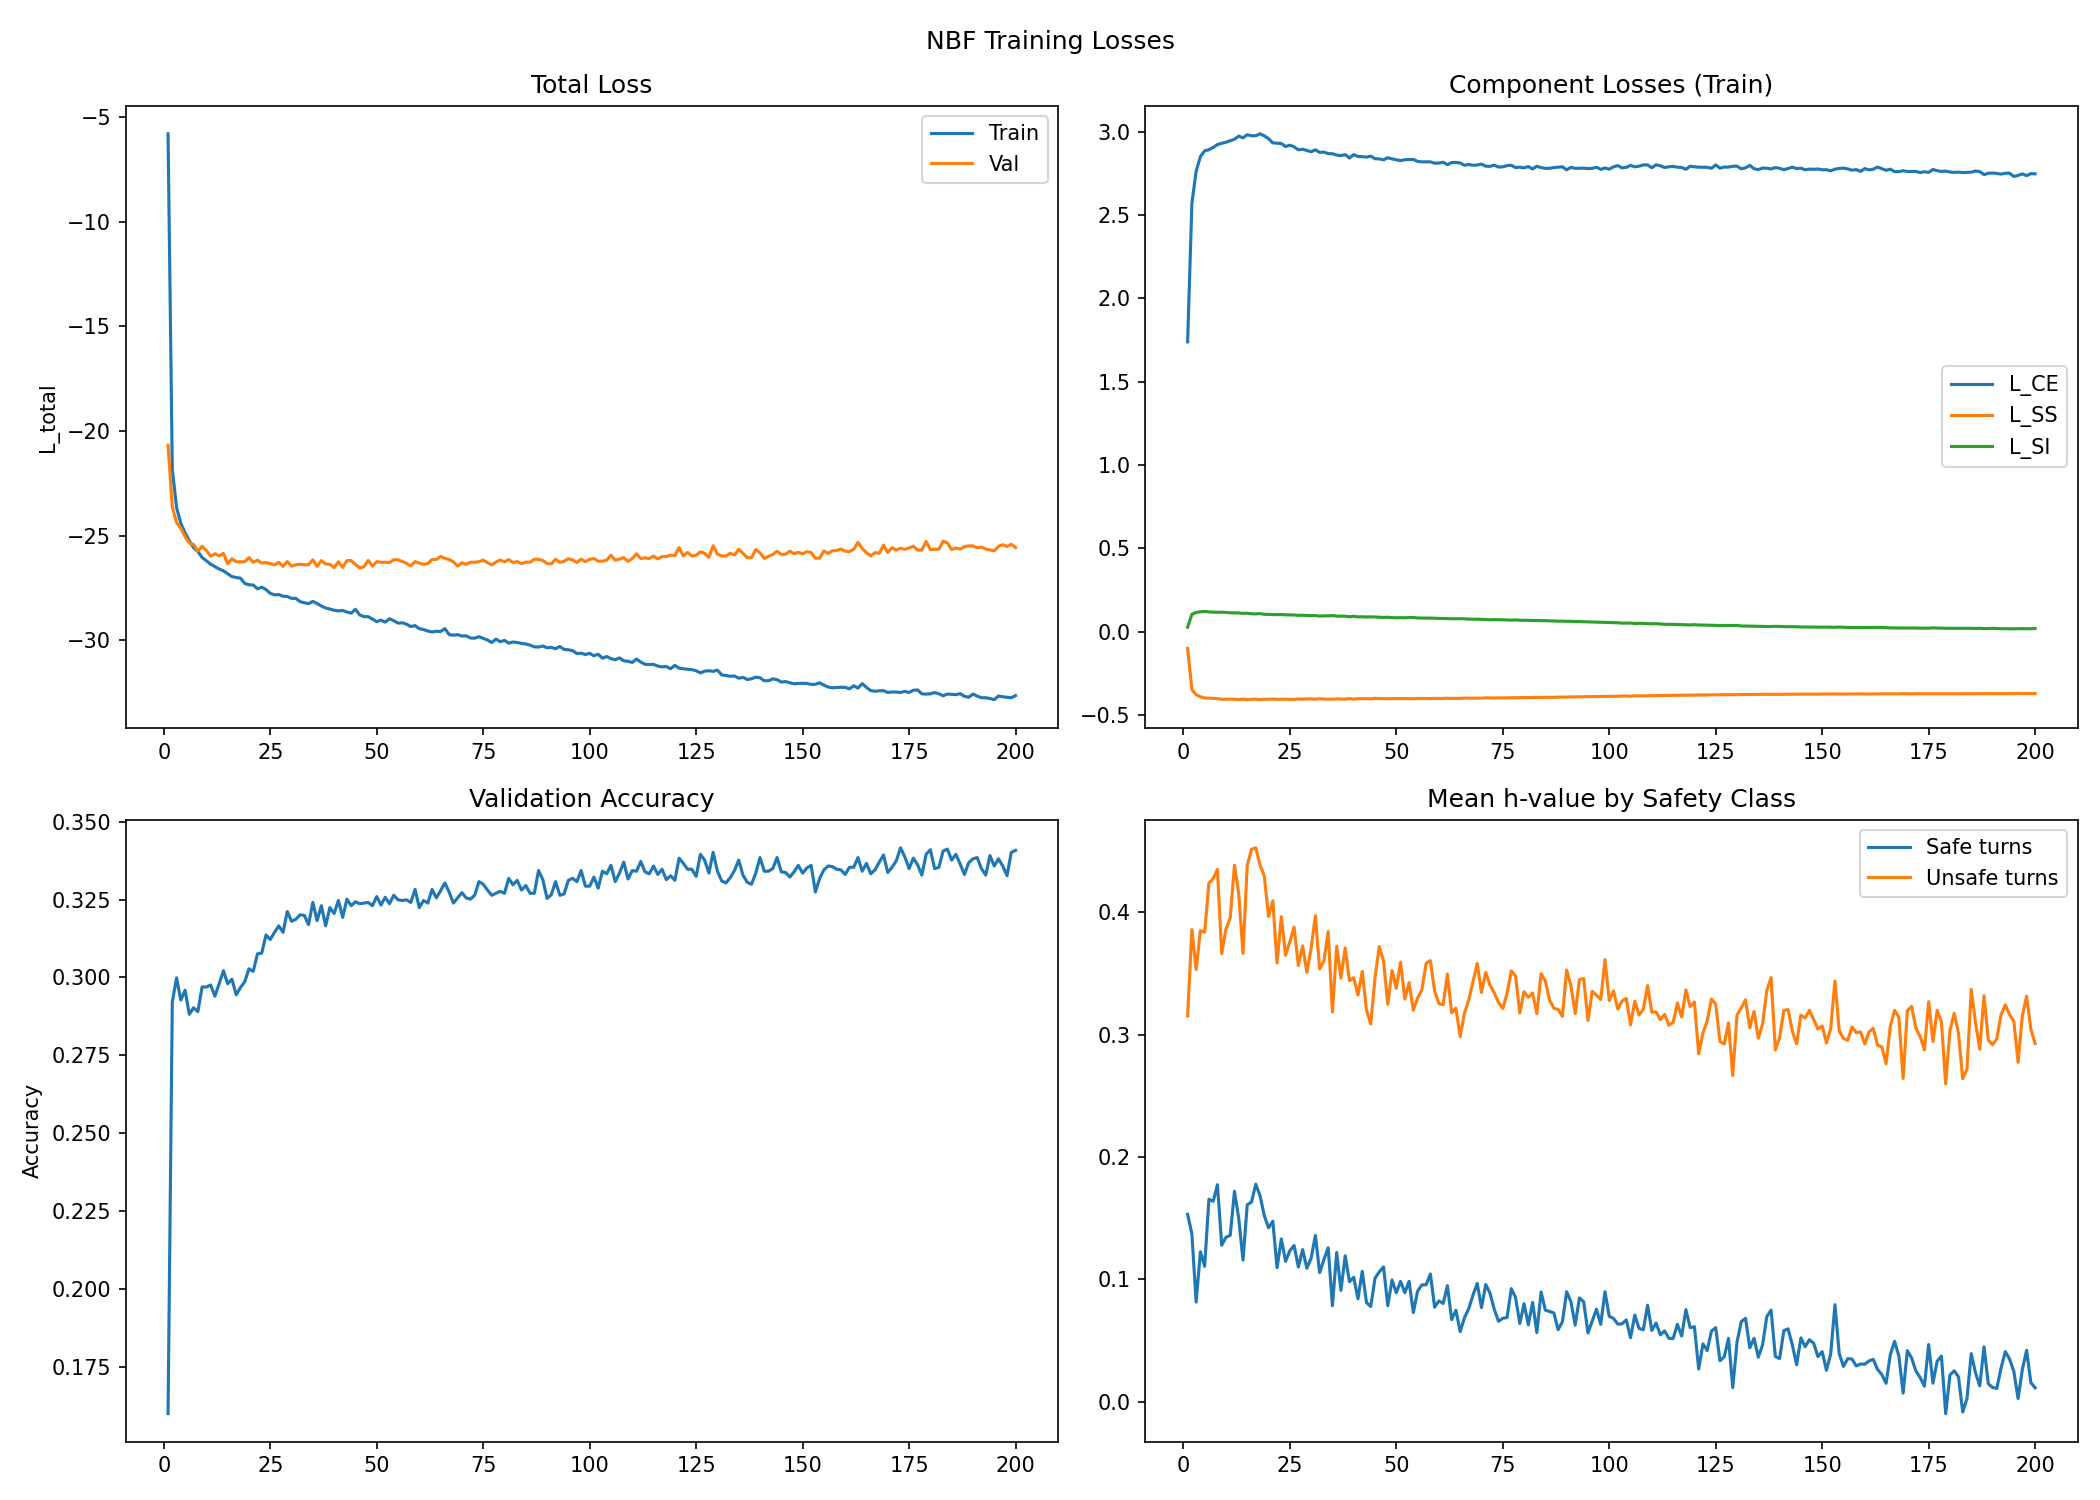 NBF Training Losses
Total Loss
L_total
−5
−10
−15
−20
−25
−30
0 25 50 75 100 125 150 175 200
Train
Val
Component Losses (Train)
3.0
2.5
2.0
1.5
1.0
0.5
0.0
−0.5
0 25 50 75 100 125 150 175 200
L_CE
L_SS
L_SI
Validation Accuracy
Accuracy
0.350
0.325
0.300
0.275
0.250
0.225
0.200
0.175
0 25 50 75 100 125 150 175 200
Mean h-value by Safety Class
0.4
0.3
0.2
0.1
0.0
0 25 50 75 100 125 150 175 200
Safe turns
Unsafe turns